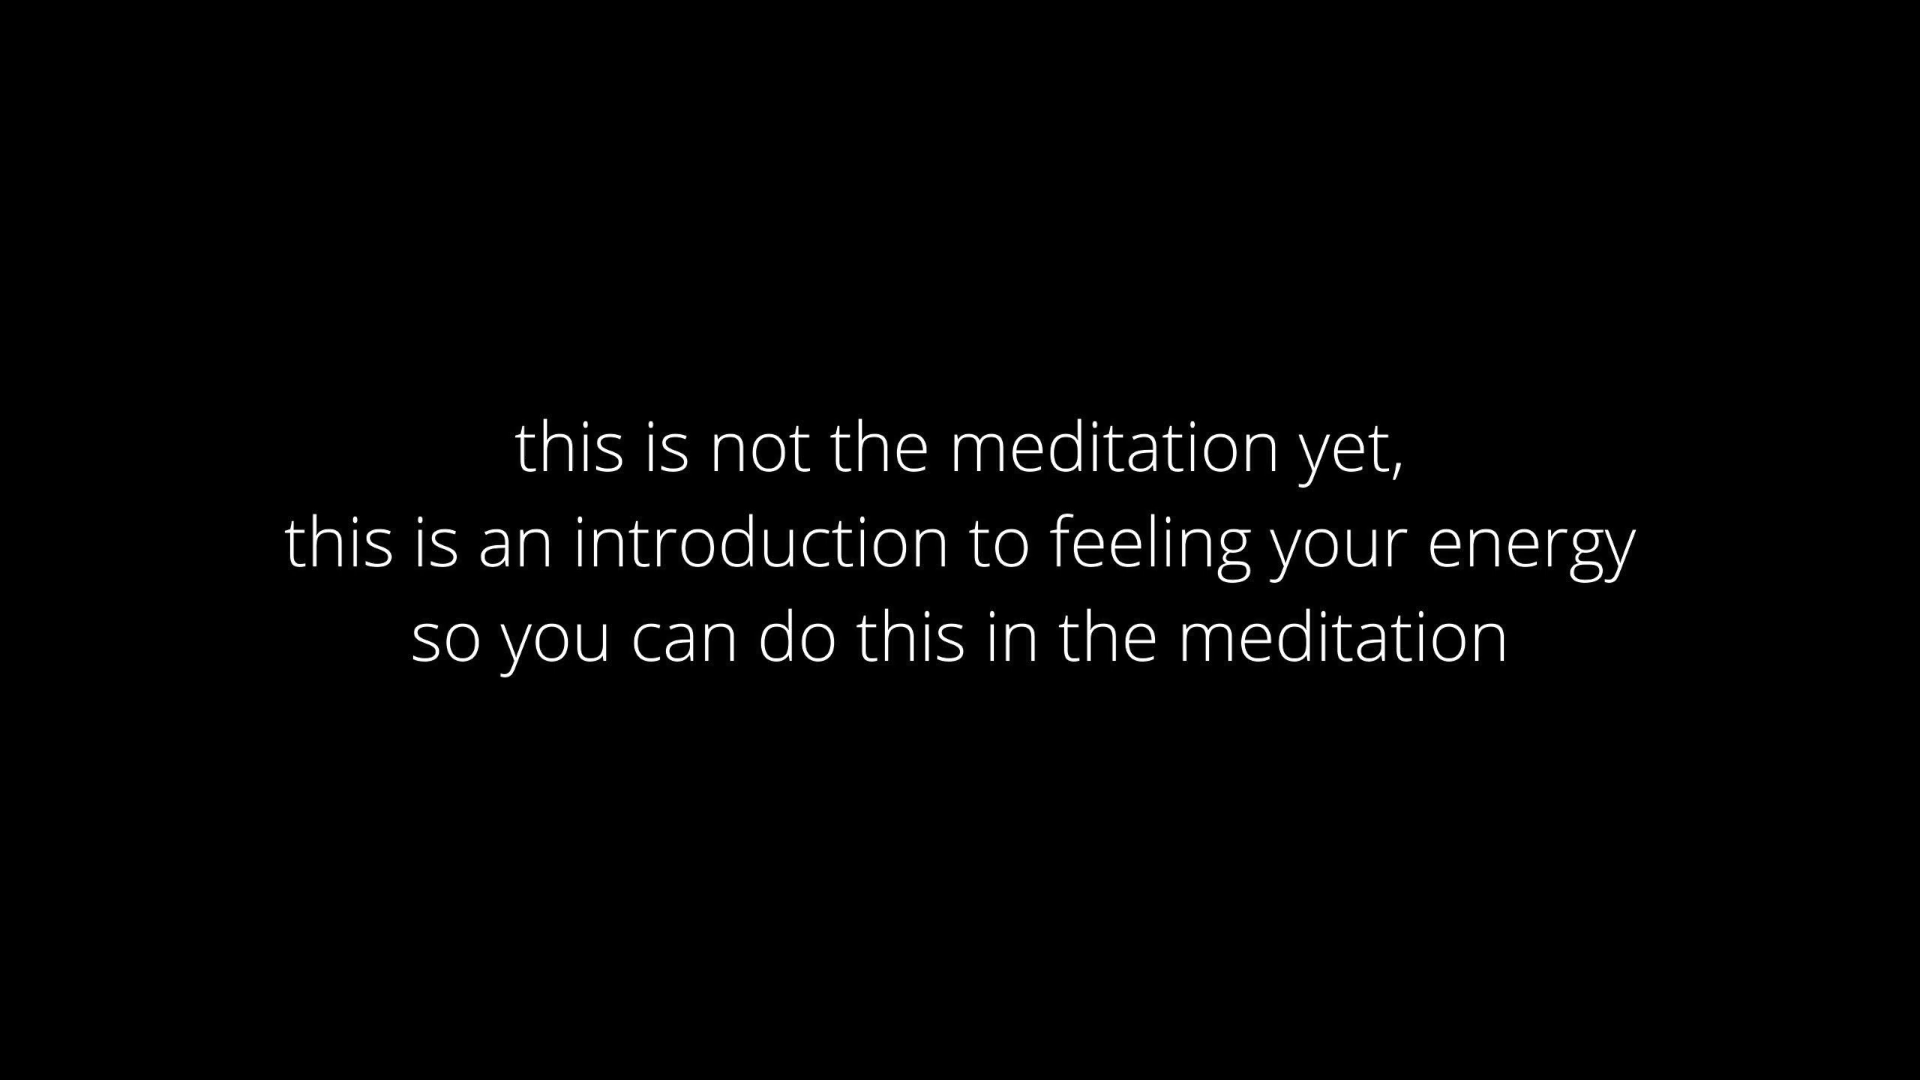 this is not the meditation yet,
this is an introduction to feeling your energy
so you can do this in the meditation